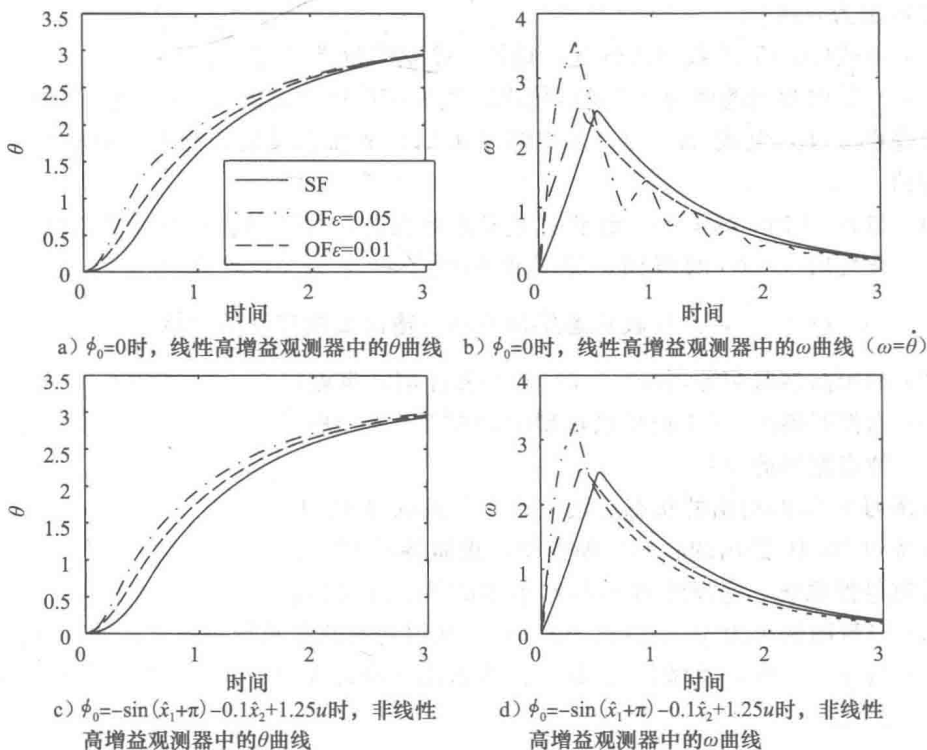 3.5
3
2.5
2
1.5
1
0.5
0
θ
0 1 2 3
时间
SF
OFε=0.05
OFε=0.01
a) ϕ₀=0时，线性高增益观测器中的θ曲线
4
3
2
1
0
ω
0 1 2 3
时间
b) ϕ₀=0时，线性高增益观测器中的ω曲线（ω=θ̇）
3.5
3
2.5
2
1.5
1
0.5
0
θ
0 1 2 3
时间
c) ϕ₀=-sin(x̂₁+π)-0.1x̂₂+1.25u时，非线性
高增益观测器中的θ曲线
4
3
2
1
0
ω
0 1 2 3
时间
d) ϕ₀=-sin(x̂₁+π)-0.1x̂₂+1.25u时，非线性
高增益观测器中的ω曲线